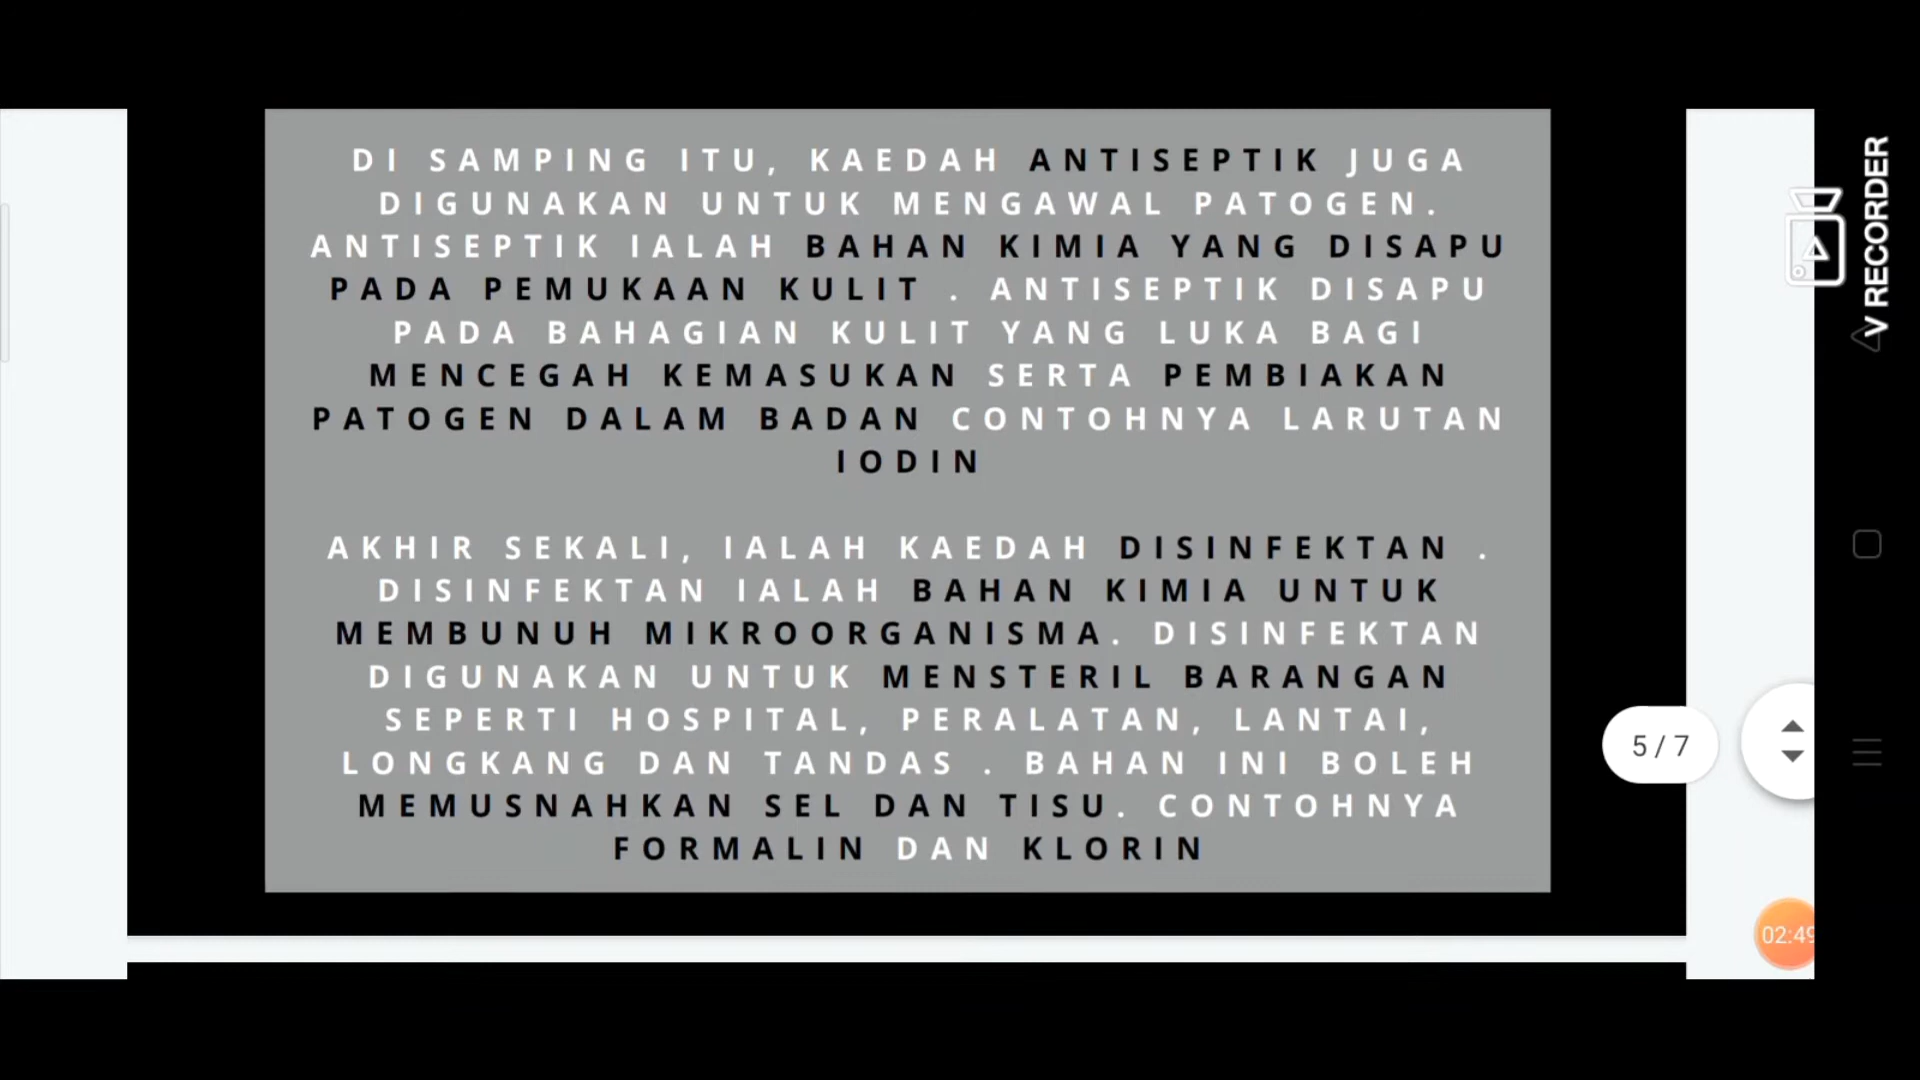 DI SAMPING ITU, KAEDAH ANTISEPTIK JUGA
DIGUNAKAN UNTUK MENGAWAL PATOGEN.
ANTISEPTIK IALAH BAHAN KIMIA YANG DISAPU
PADA PEMUKAAN KULIT . ANTISEPTIK DISAPU
PADA BAHAGIAN KULIT YANG LUKA BAGI
MENCEGAH KEMASUKAN SERTA PEMBIAKAN
PATOGEN DALAM BADAN CONTOHNYA LARUTAN
IODIN
AKHIR SEKALI, IALAH KAEDAH DISINFEKTAN .
DISINFEKTAN IALAH BAHAN KIMIA UNTUK
MEMBUNUH MIKROORGANISMA. DISINFEKTAN
DIGUNAKAN UNTUK MENSTERIL BARANGAN
SEPERTI HOSPITAL, PERALATAN, LANTAI,
LONGKANG DAN TANDAS . BAHAN INI BOLEH
MEMUSNAHKAN SEL DAN TISU. CONTOHNYA
FORMALIN DAN KLORIN
5 / 7
02:49
V RECORDER